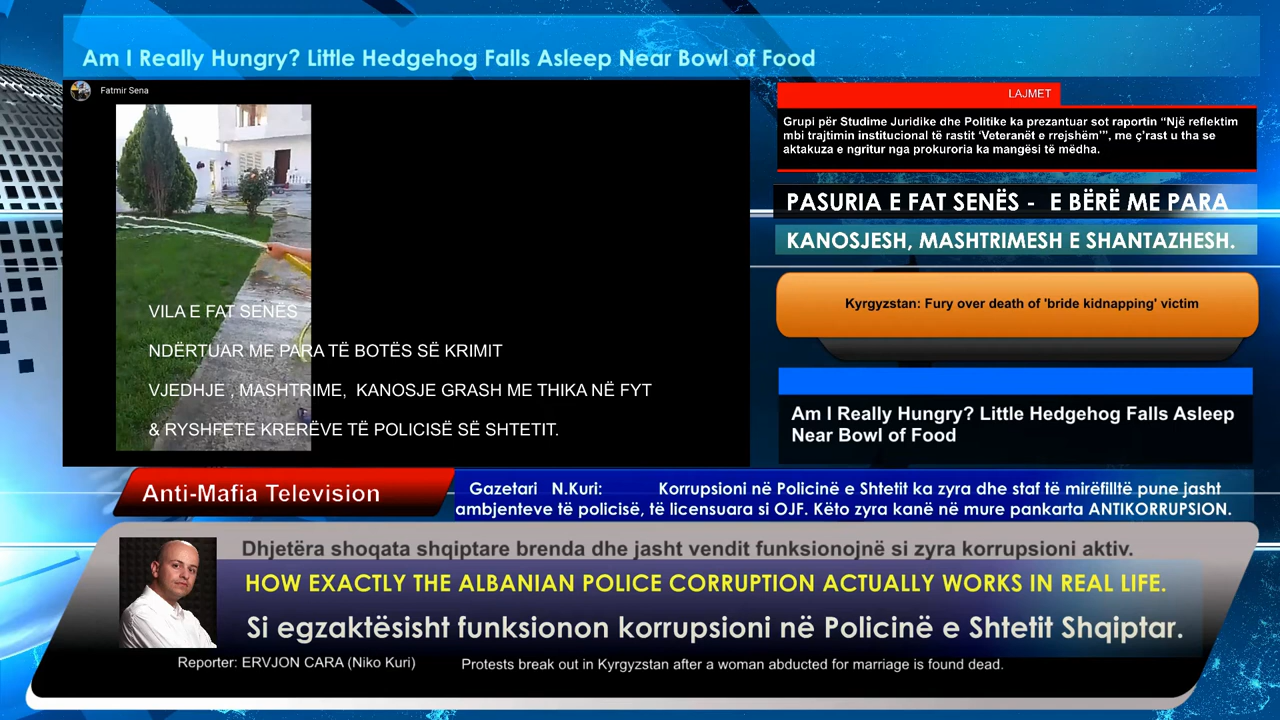 Am I Really Hungry? Little Hedgehog Falls Asleep Near Bowl of Food
Fatmir Sena
VILA E FAT SENËS
NDËRTUAR ME PARA TË BOTËS SË KRIMIT
VJEDHJE , MASHTRIME, KANOSJE GRASH ME THIKA NË FYT
& RYSHFETE KRERËVE TË POLICISË SË SHTETIT.
LAJMET
Grupi për Studime Juridike dhe Politike ka prezantuar sot raportin “Një reflektim
mbi trajtimin institucional të rastit ‘Veteranët e rrejshëm’”, me ç’rast u tha se
aktakuza e ngritur nga prokuroria ka mangësi të mëdha.
PASURIA E FAT SENËS - E BËRË ME PARA
KANOSJESH, MASHTRIMESH E SHANTAZHESH.
Kyrgyzstan: Fury over death of 'bride kidnapping' victim
Am I Really Hungry? Little Hedgehog Falls Asleep
Near Bowl of Food
Anti-Mafia Television
Gazetari N.Kuri: Korrupsioni në Policinë e Shtetit ka zyra dhe staf të mirëfilltë pune jasht
ambjenteve të policisë, të licensuara si OJF. Këto zyra kanë në mure pankarta ANTIKORRUPSION.
Dhjetëra shoqata shqiptare brenda dhe jasht vendit funksionojnë si zyra korrupsioni aktiv.
HOW EXACTLY THE ALBANIAN POLICE CORRUPTION ACTUALLY WORKS IN REAL LIFE.
Si egzaktësisht funksionon korrupsioni në Policinë e Shtetit Shqiptar.
Reporter: ERVJON CARA (Niko Kuri)
Protests break out in Kyrgyzstan after a woman abducted for marriage is found dead.